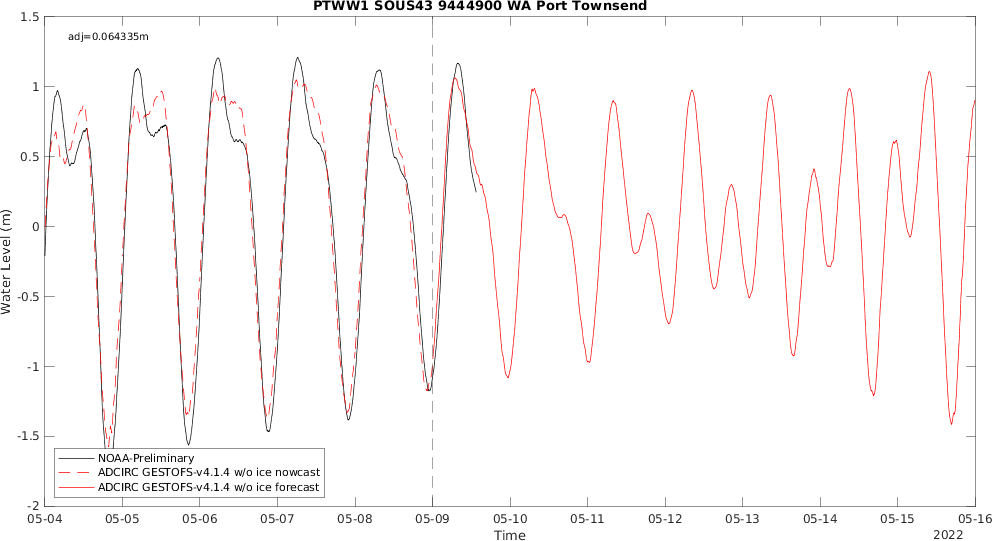 PTWW1 SOUS43 9444900 WA Port Townsend
adj=0.064335m
1.5
1
0.5
0
-0.5
-1
-1.5
-2
Water Level (m)
NOAA-Preliminary
ADCIRC GESTOFS-v4.1.4 w/o ice nowcast
ADCIRC GESTOFS-v4.1.4 w/o ice forecast
05-04 05-05 05-06 05-07 05-08 05-09 05-10 05-11 05-12 05-13 05-14 05-15 05-16
Time
2022